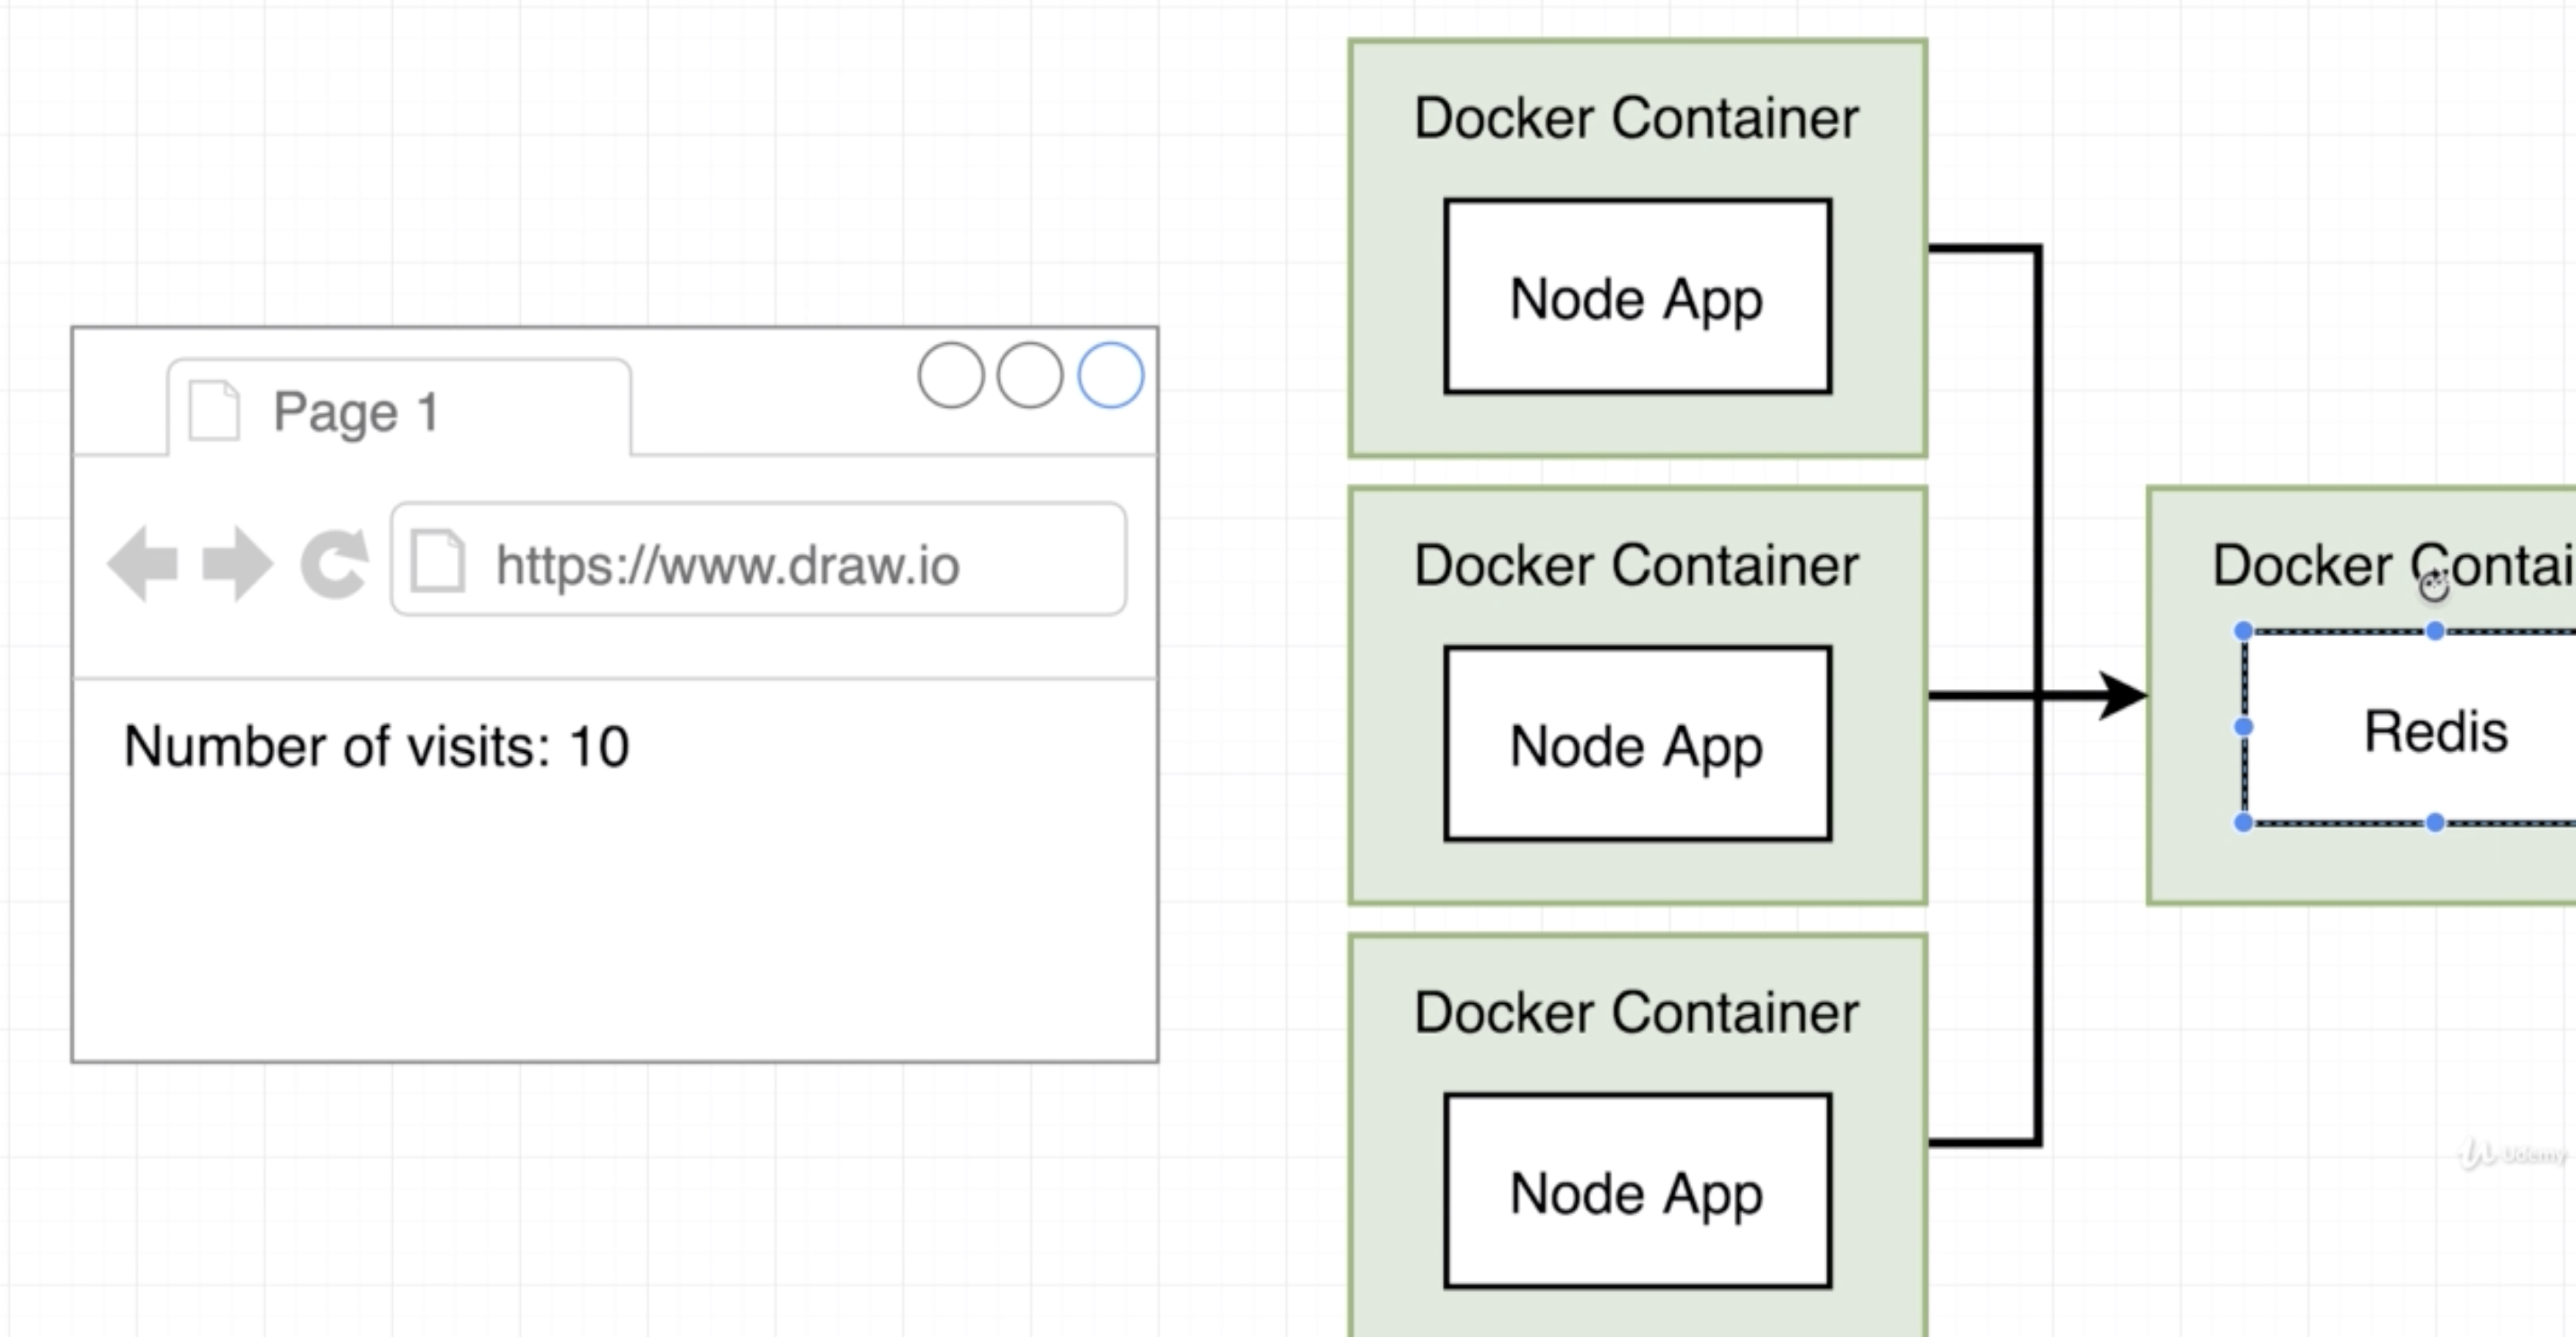 Page 1
https://www.draw.io
Number of visits: 10
Docker Container
Node App
Docker Container
Node App
Docker Container
Node App
Docker Contai
Redis
Udemy